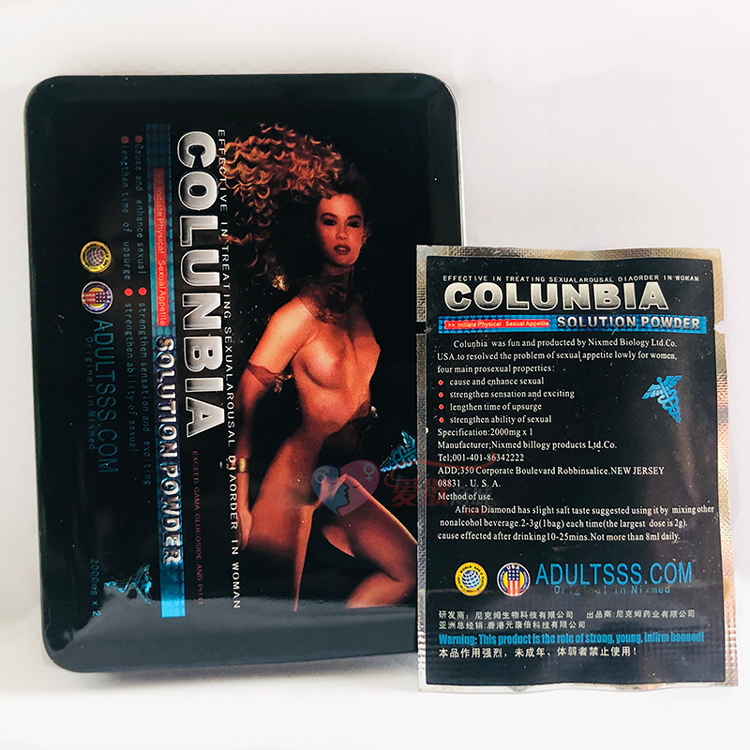 EFFECTIVE IN TREATING SEXUALAROUSAL DIAORDER IN WOMAN
COLUNBIA
Initiate Physical Sexual Appetite
SOLUTION POWDER
Cause and enhance sexual
strengthen sensation and exciting
lengthen time of upsurge
strengthen ability of sexual
ADULTSSS.COM
Original in Nixmed
2000mg x 2
爱
EFFECTIVE IN TREATING SEXUALAROUSAL DIAORDER IN WOMAN
COLUNBIA
>> Initiate Physical Sexual Appetite
SOLUTION POWDER
Colunbia was fun and produced by Nixmed Biology Ltd.Co.
USA.to resolved the problem of sexual appetite lowly for women,
four main prosexual properties:
cause and enhance sexual
strengthen sensation and exciting
lengthen time of upsurge
strengthen ability of sexual
Specification:2000mg x 1
Manufacturer;Nixmed billogy products Ltd.Co
Tel;001-401-86342222
ADD,350 Corporate Boulevard Robbinsalice.NEW JERSEY
08831 . U. S. A.
Method of use.
Africa Diamond has slight salt taste suggested using it by mixing other
nonalcohol beverage.2-3g(1bag) each time(the largest dose is 2g).
cause effected after drinking10-25mins.Not more than 8ml daily.
ADULTSSS.COM
Original in Nixmed
研发商：尼克姆生物科技有限公司 出品商：尼克姆药业有限公司
亚洲总经销：香港元康倍科技有限公司
Warning: This product is the role of strong, young, infirm banned!
本品作用强烈，未成年、体弱者禁止使用！